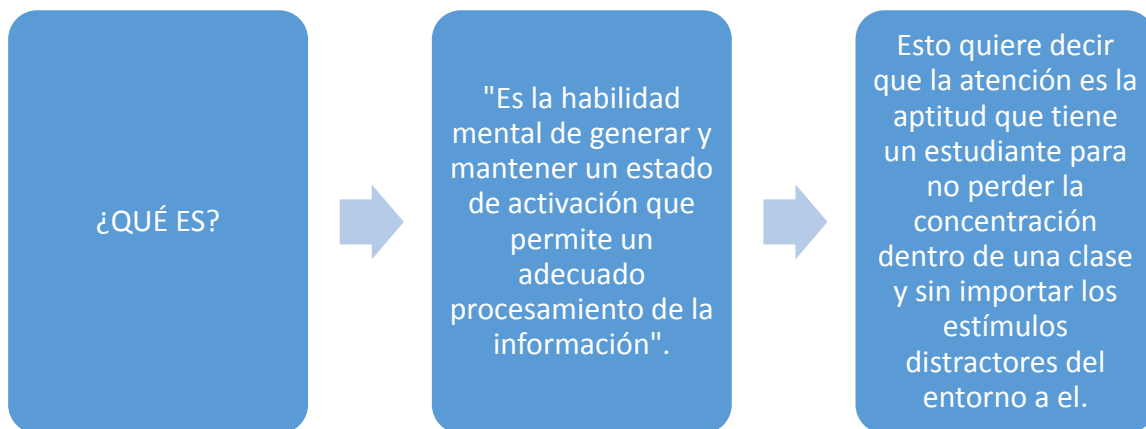 ¿QUÉ ES?
"Es la habilidad
mental de generar y
mantener un estado
de activación que
permite un
adecuado
procesamiento de la
información".
Esto quiere decir
que la atención es la
aptitud que tiene
un estudiante para
no perder la
concentración
dentro de una clase
y sin importar los
estímulos
distractores del
entorno a el.